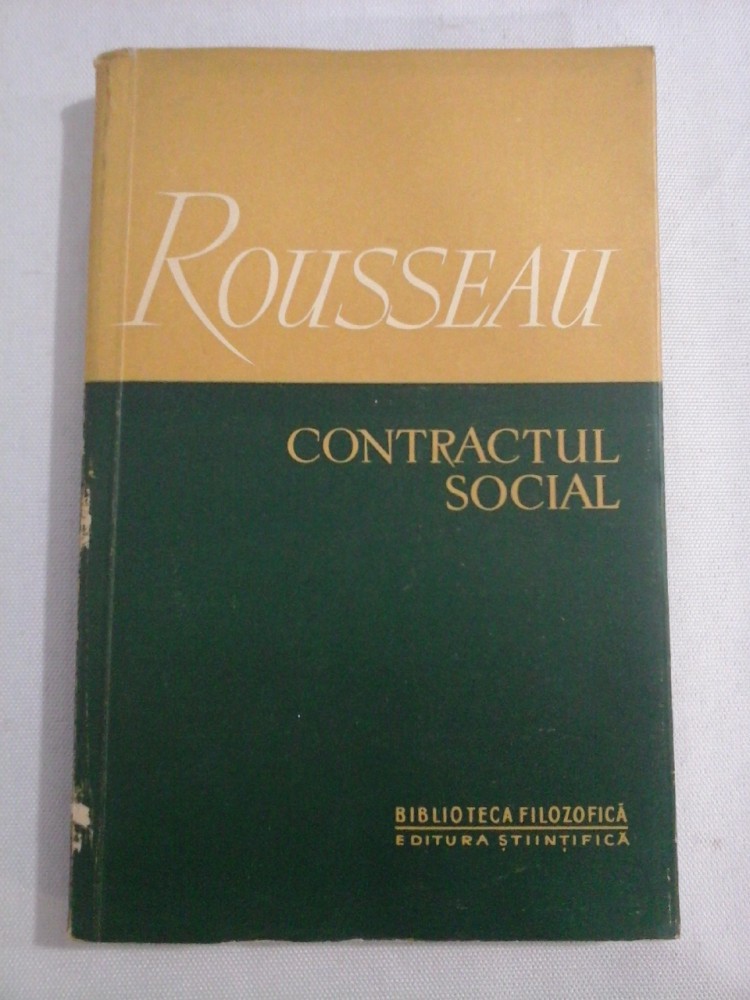 ROUSSEAU
CONTRACTUL
SOCIAL
BIBLIOTECA FILOZOFICĂ
EDITURA ȘTIINȚIFICĂ